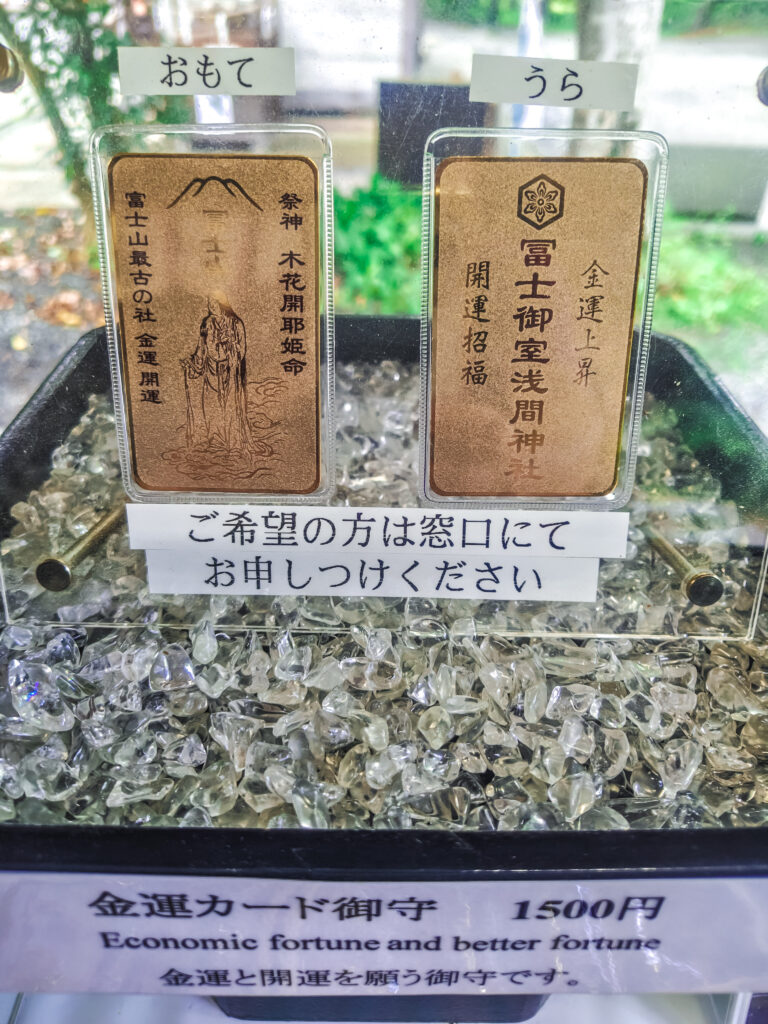 おもて
うら
祭神 木花開耶姫命
富士山最古の社 金運 開運
金運上昇
冨士御室浅間神社
開運招福
ご希望の方は窓口にて
お申しつけください
金運カード御守 1500円
Economic fortune and better fortune
金運と開運を願う御守です。